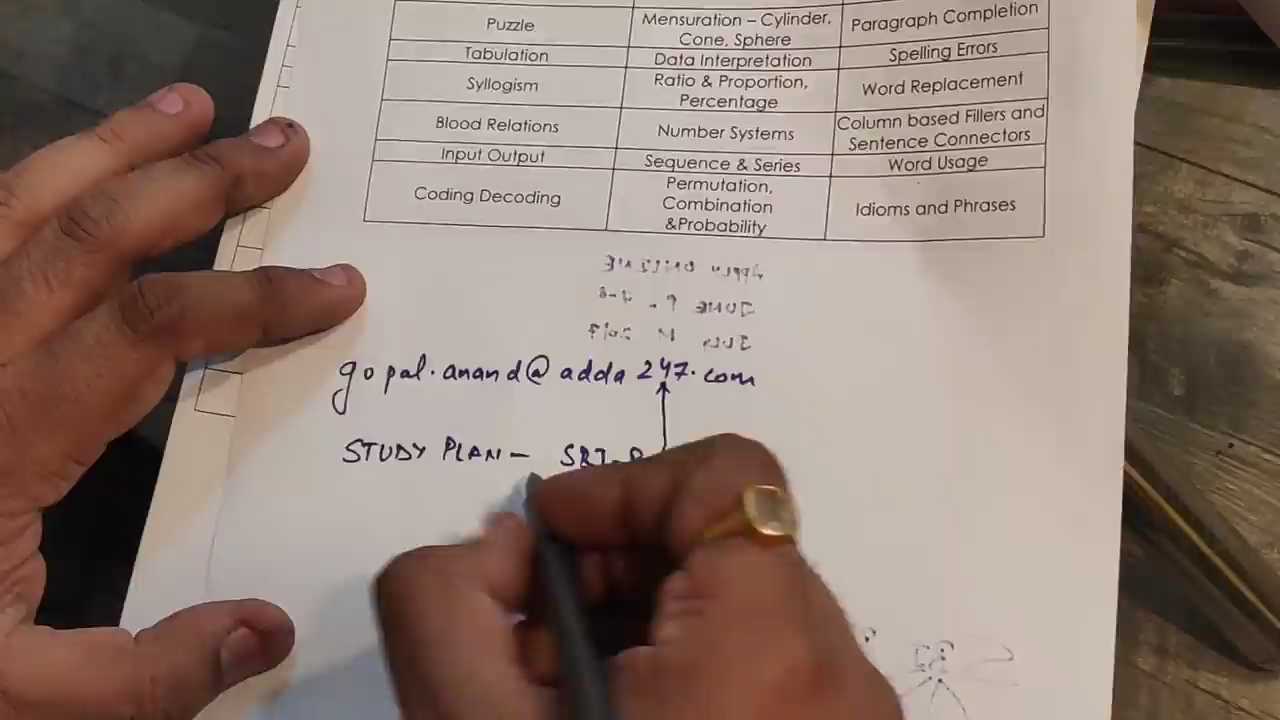 Puzzle Mensuration – Cylinder, Cone, Sphere Paragraph Completion
Tabulation Data Interpretation Spelling Errors
Syllogism Ratio & Proportion, Percentage Word Replacement
Blood Relations Number Systems Column based Fillers and Sentence Connectors
Input Output Sequence & Series Word Usage
Coding Decoding Permutation, Combination &Probability Idioms and Phrases
gopal.anand@adda247.com
STUDY PLAN –